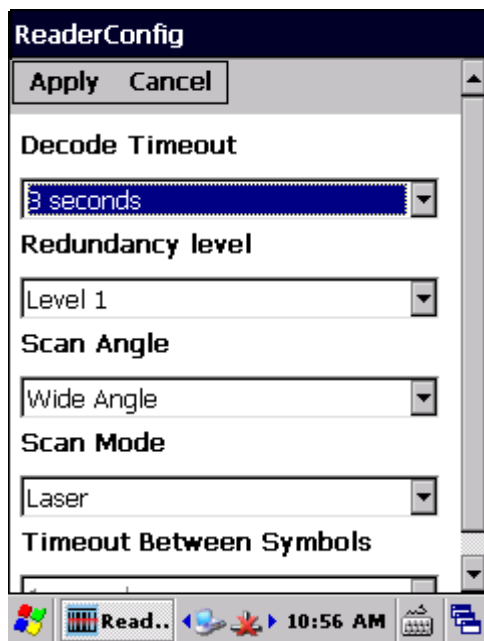 ReaderConfig
Apply Cancel
Decode Timeout
3 seconds
Redundancy level
Level 1
Scan Angle
Wide Angle
Scan Mode
Laser
Timeout Between Symbols
Read.. 10:56 AM